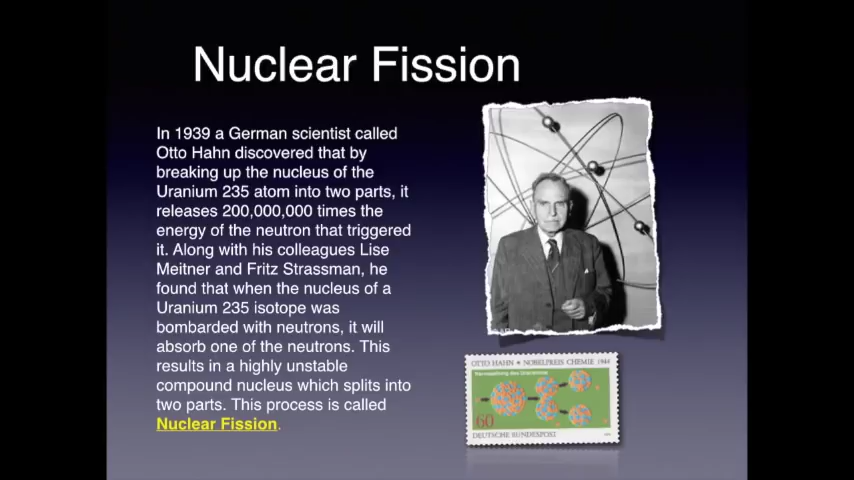 Nuclear Fission
In 1939 a German scientist called
Otto Hahn discovered that by
breaking up the nucleus of the
Uranium 235 atom into two parts, it
releases 200,000,000 times the
energy of the neutron that triggered
it. Along with his colleagues Lise
Meitner and Fritz Strassman, he
found that when the nucleus of a
Uranium 235 isotope was
bombarded with neutrons, it will
absorb one of the neutrons. This
results in a highly unstable
compound nucleus which splits into
two parts. This process is called
Nuclear Fission.
OTTO HAHN • NOBELPREIS CHEMIE 1944
60
DEUTSCHE BUNDESPOST